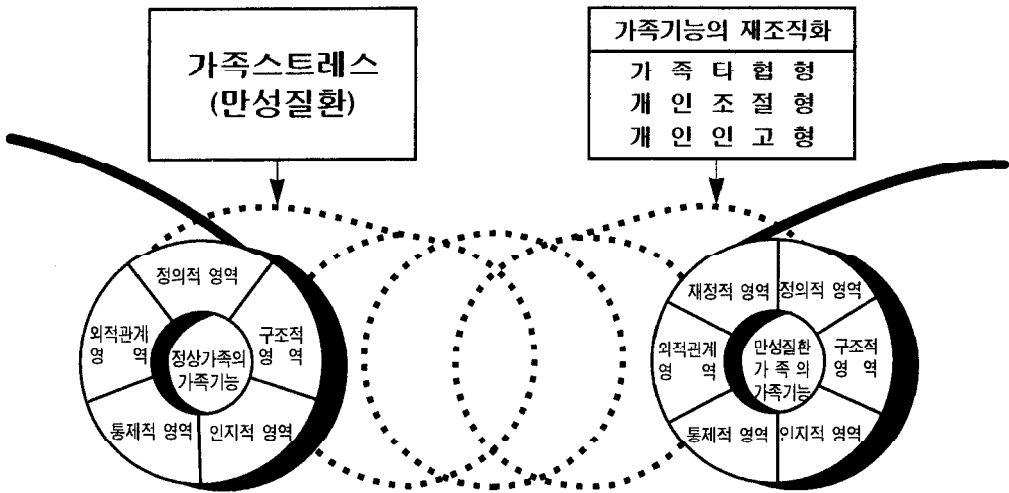 가족스트레스
(만성질환)
가족기능의 재조직화
가 족 타 협 형
개 인 조 절 형
개 인 인 고 형
정의적 영역
외적관계
영 역
구조적
영 역
정상가족의
가족기능
통제적 영역
인지적 영역
재정적 영역
정의적 영역
외적관계
영 역
만성질환
가 족 의
가족기능
구조적
영 역
통제적 영역
인지적 영역